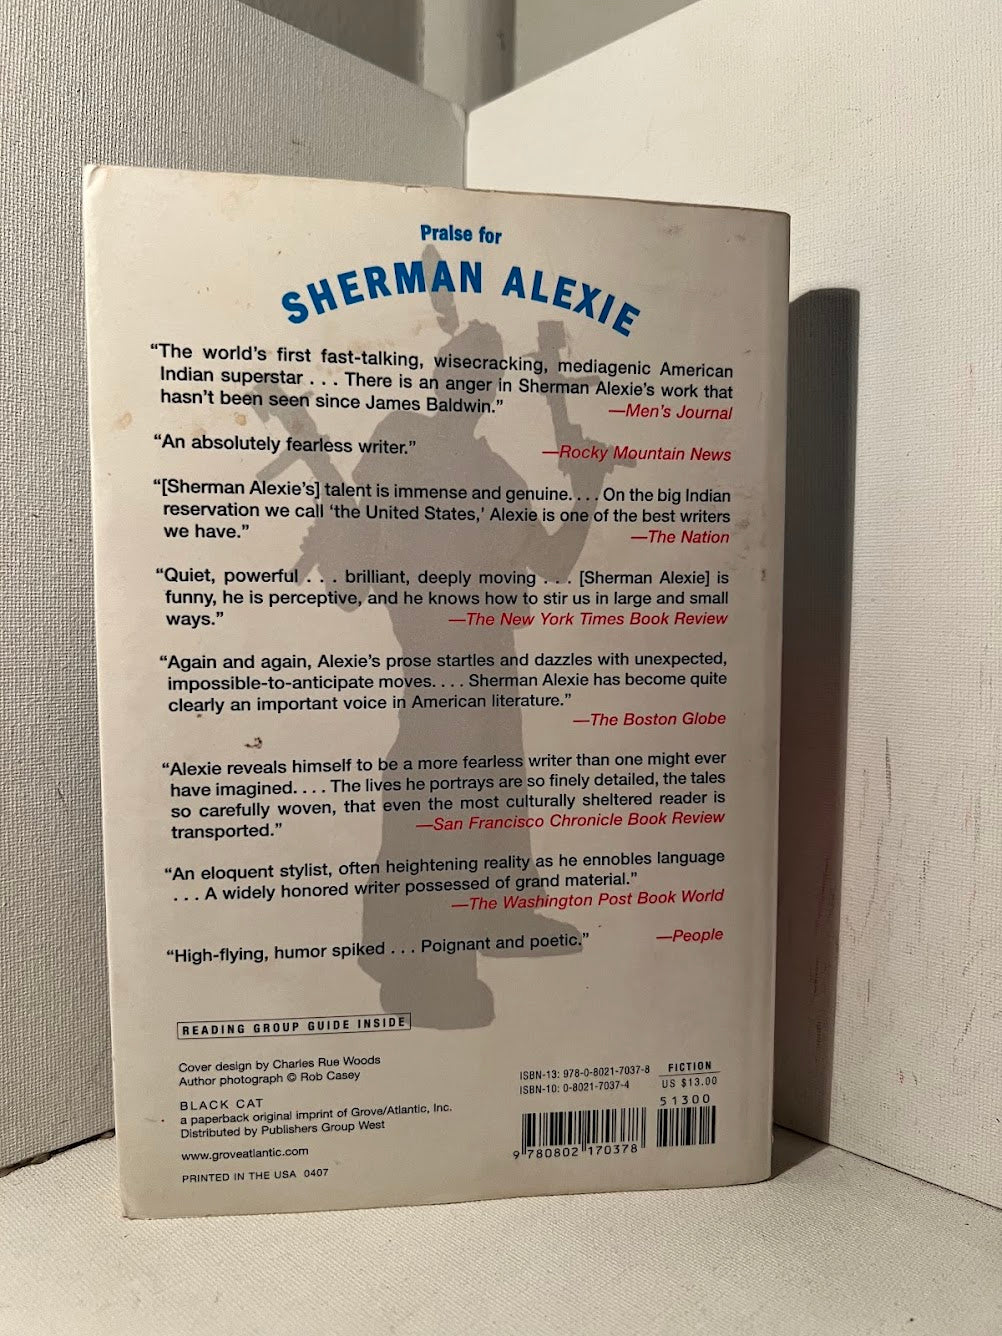 Praise for
SHERMAN ALEXIE
“The world’s first fast-talking, wisecracking, mediagenic American
Indian superstar . . . There is an anger in Sherman Alexie’s work that
hasn’t been seen since James Baldwin.” —Men’s Journal
“An absolutely fearless writer.” —Rocky Mountain News
“[Sherman Alexie’s] talent is immense and genuine. . . . On the big Indian
reservation we call ‘the United States,’ Alexie is one of the best writers
we have.” —The Nation
“Quiet, powerful . . . brilliant, deeply moving . . . [Sherman Alexie] is
funny, he is perceptive, and he knows how to stir us in large and small
ways.” —The New York Times Book Review
“Again and again, Alexie’s prose startles and dazzles with unexpected,
impossible-to-anticipate moves. . . . Sherman Alexie has become quite
clearly an important voice in American literature.”
—The Boston Globe
“Alexie reveals himself to be a more fearless writer than one might ever
have imagined. . . . The lives he portrays are so finely detailed, the tales
so carefully woven, that even the most culturally sheltered reader is
transported.” —San Francisco Chronicle Book Review
“An eloquent stylist, often heightening reality as he ennobles language
. . . A widely honored writer possessed of grand material.”
—The Washington Post Book World
“High-flying, humor spiked . . . Poignant and poetic.” —People
READING GROUP GUIDE INSIDE
Cover design by Charles Rue Woods
Author photograph © Rob Casey
BLACK CAT
a paperback original imprint of Grove/Atlantic, Inc.
Distributed by Publishers Group West
www.groveatlantic.com
PRINTED IN THE USA 0407
ISBN-13: 978-0-8021-7037-8
ISBN-10: 0-8021-7037-4
FICTION
US $13.00
51300
9 780802 170378